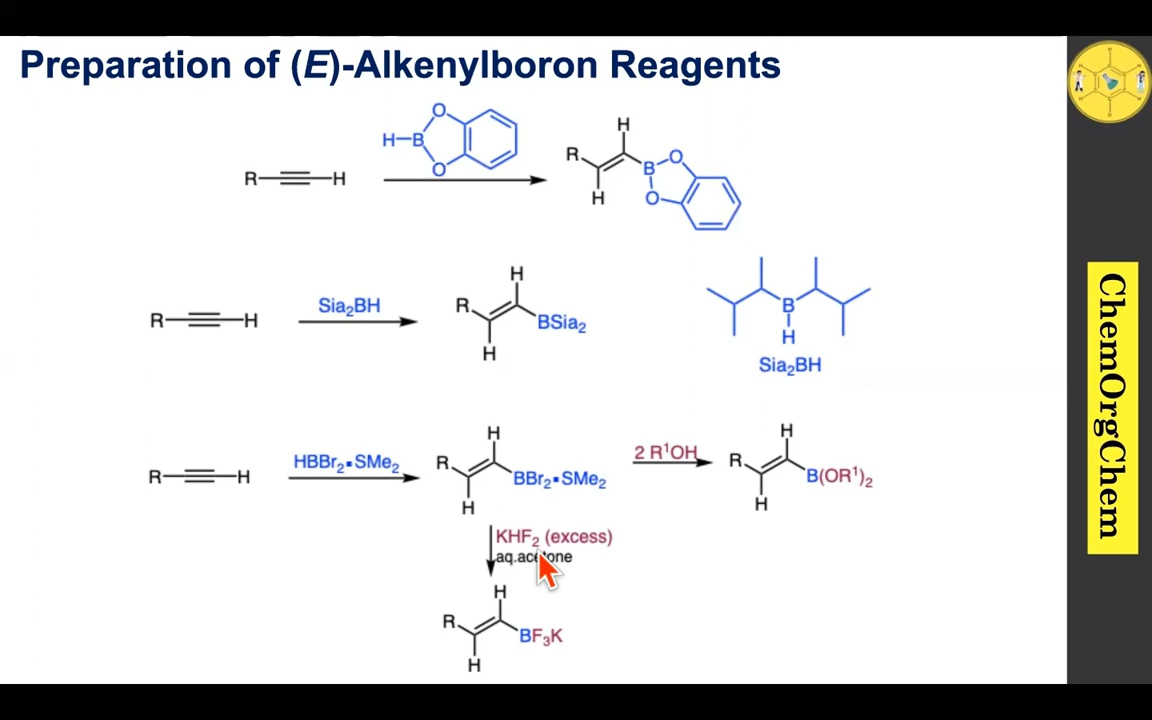 Preparation of (E)-Alkenylboron Reagents
H–B
O
O
R
H
R
H
H
B
O
O
R
H
Sia₂BH
R
H
H
BSia₂
B
H
Sia₂BH
R
H
HBBr₂▪SMe₂
R
H
H
BBr₂▪SMe₂
2 R¹OH
R
H
H
B(OR¹)₂
KHF₂ (excess)
aq.acetone
R
H
H
BF₃K
ChemOrgChem